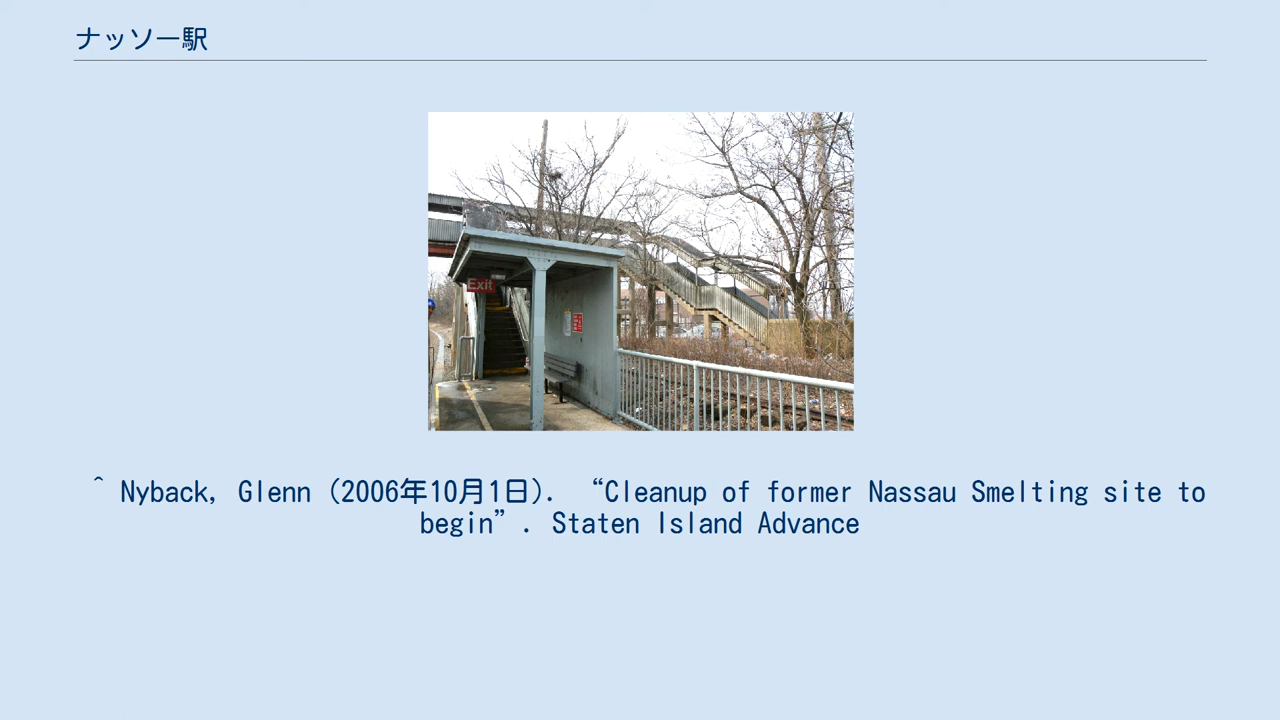 ナッソー駅
Exit
^ Nyback, Glenn (2006年10月1日). “Cleanup of former Nassau Smelting site to
begin”. Staten Island Advance